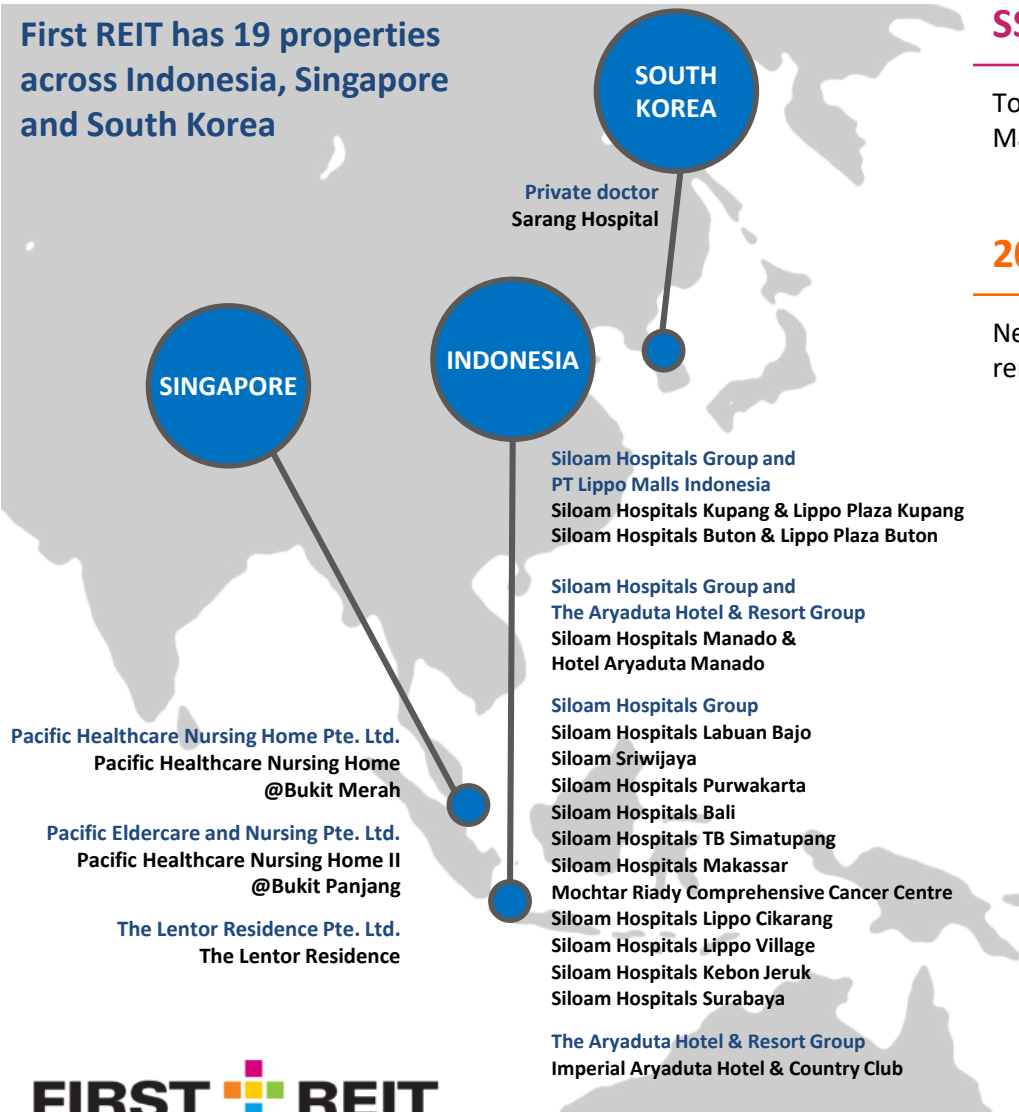 First REIT has 19 properties
across Indonesia, Singapore
and South Korea
SOUTH
KOREA
Private doctor
Sarang Hospital
SINGAPORE
INDONESIA
Siloam Hospitals Group and
PT Lippo Malls Indonesia
Siloam Hospitals Kupang & Lippo Plaza Kupang
Siloam Hospitals Buton & Lippo Plaza Buton
Siloam Hospitals Group and
The Aryaduta Hotel & Resort Group
Siloam Hospitals Manado &
Hotel Aryaduta Manado
Siloam Hospitals Group
Siloam Hospitals Labuan Bajo
Siloam Sriwijaya
Siloam Hospitals Purwakarta
Siloam Hospitals Bali
Siloam Hospitals TB Simatupang
Siloam Hospitals Makassar
Mochtar Riady Comprehensive Cancer Centre
Siloam Hospitals Lippo Cikarang
Siloam Hospitals Lippo Village
Siloam Hospitals Kebon Jeruk
Siloam Hospitals Surabaya
The Aryaduta Hotel & Resort Group
Imperial Aryaduta Hotel & Country Club
Pacific Healthcare Nursing Home Pte. Ltd.
Pacific Healthcare Nursing Home
@Bukit Merah
Pacific Eldercare and Nursing Pte. Ltd.
Pacific Healthcare Nursing Home II
@Bukit Panjang
The Lentor Residence Pte. Ltd.
The Lentor Residence
FIRST REIT